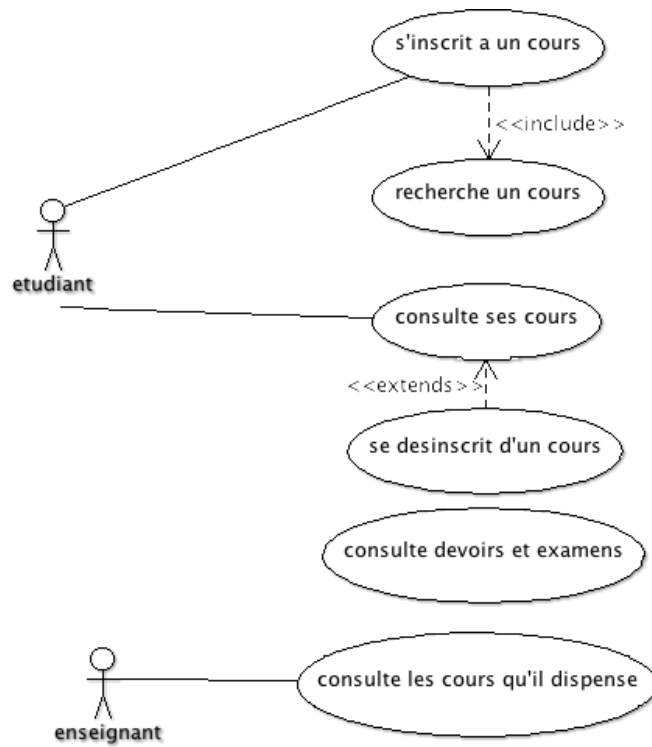 s'inscrit a un cours
<<include>>
recherche un cours
etudiant
consulte ses cours
<<extends>>
se desinscrit d'un cours
consulte devoirs et examens
consulte les cours qu'il dispense
enseignant